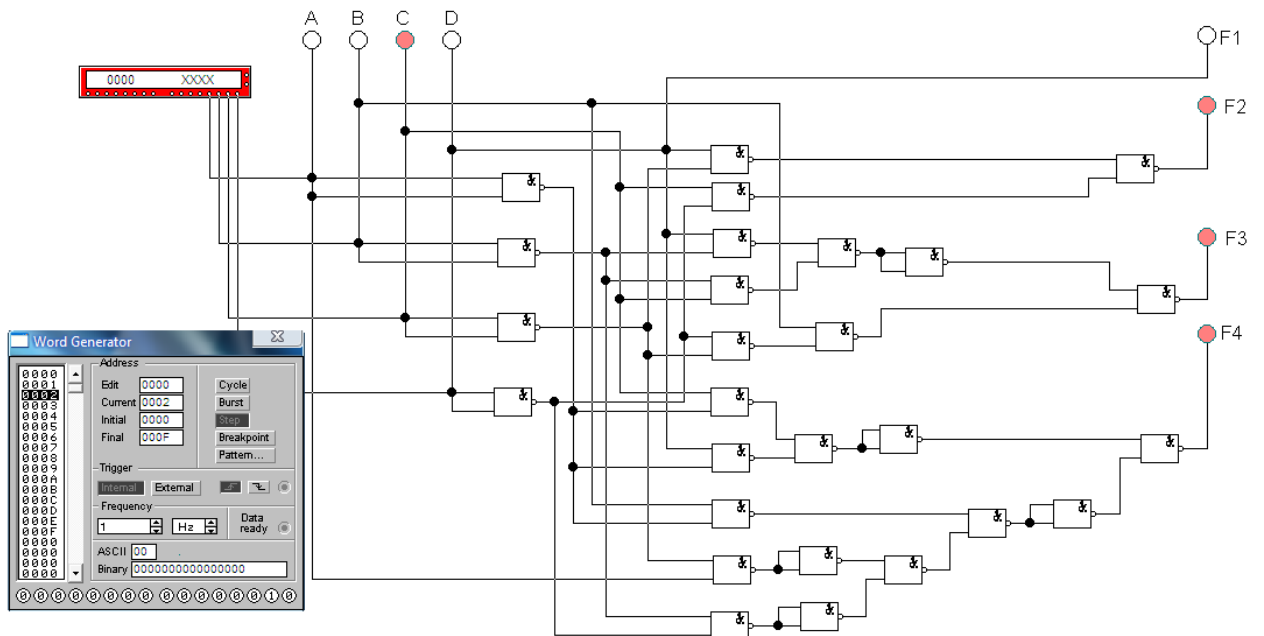 A B C D
F1
0000 XXXX
F2
F3
F4
Word Generator
Address
0000
0001
0002
0003
0004
0005
0006
0007
0008
0009
000A
000B
000C
000D
000E
000F
0000
0000
0000
0000
Edit 0000 Cycle
Current 0002 Burst
Initial 0000 Step
Final 000F Breakpoint
Pattern...
Trigger
Internal External
Frequency
1 Hz Data ready
ASCII 00 .
Binary 0000000000000000
0 0 0 0 0 0 0 0 0 0 0 0 0 0 1 0
& & & & & & & & & & & & & & & & & & & & & & & & & & &